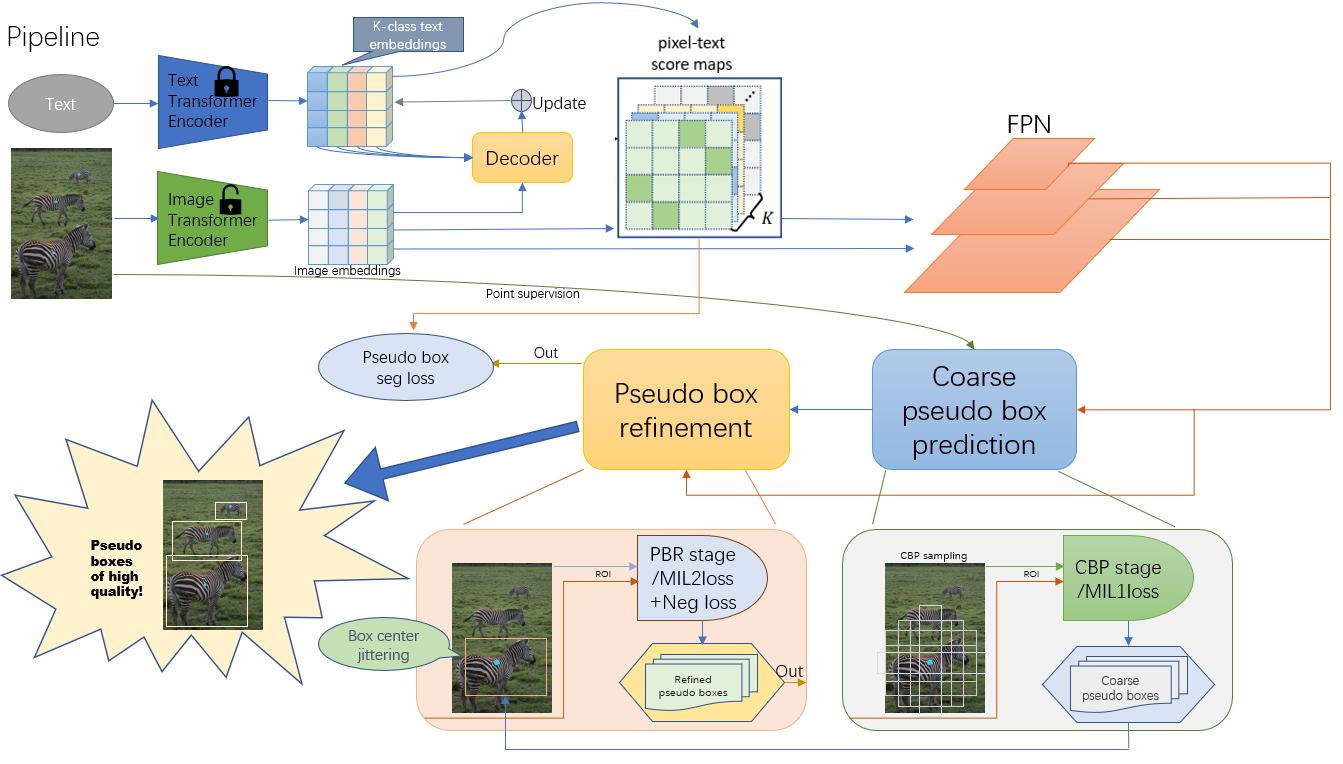 Pipeline
K-class text
embeddings
Text
Text
Transformer
Encoder
Update
Decoder
pixel-text
score maps
K
FPN
Image
Transformer
Encoder
Image embeddings
Point supervision
Pseudo box
seg loss
Out
Pseudo box
refinement
Coarse
pseudo box
prediction
Pseudo
boxes
of high
quality!
Box center
jittering
ROI
PBR stage
/MIL2loss
+Neg loss
Refined
pseudo boxes
Out
CBP sampling
ROI
CBP stage
/MIL1loss
Coarse
pseudo boxes